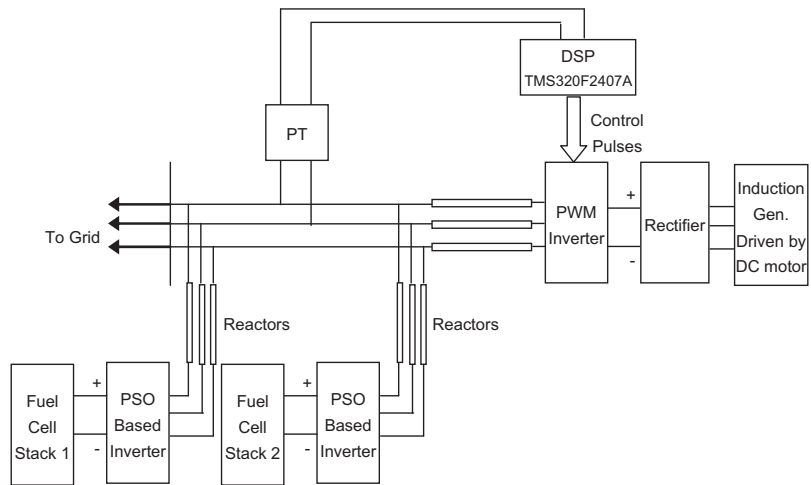 DSP
TMS320F2407A
PT
Control
Pulses
To Grid
PWM
Inverter
+
-
Rectifier
Induction
Gen.
Driven by
DC motor
Reactors
Reactors
Fuel
Cell
Stack 1
+
-
PSO
Based
Inverter
Fuel
Cell
Stack 2
+
-
PSO
Based
Inverter